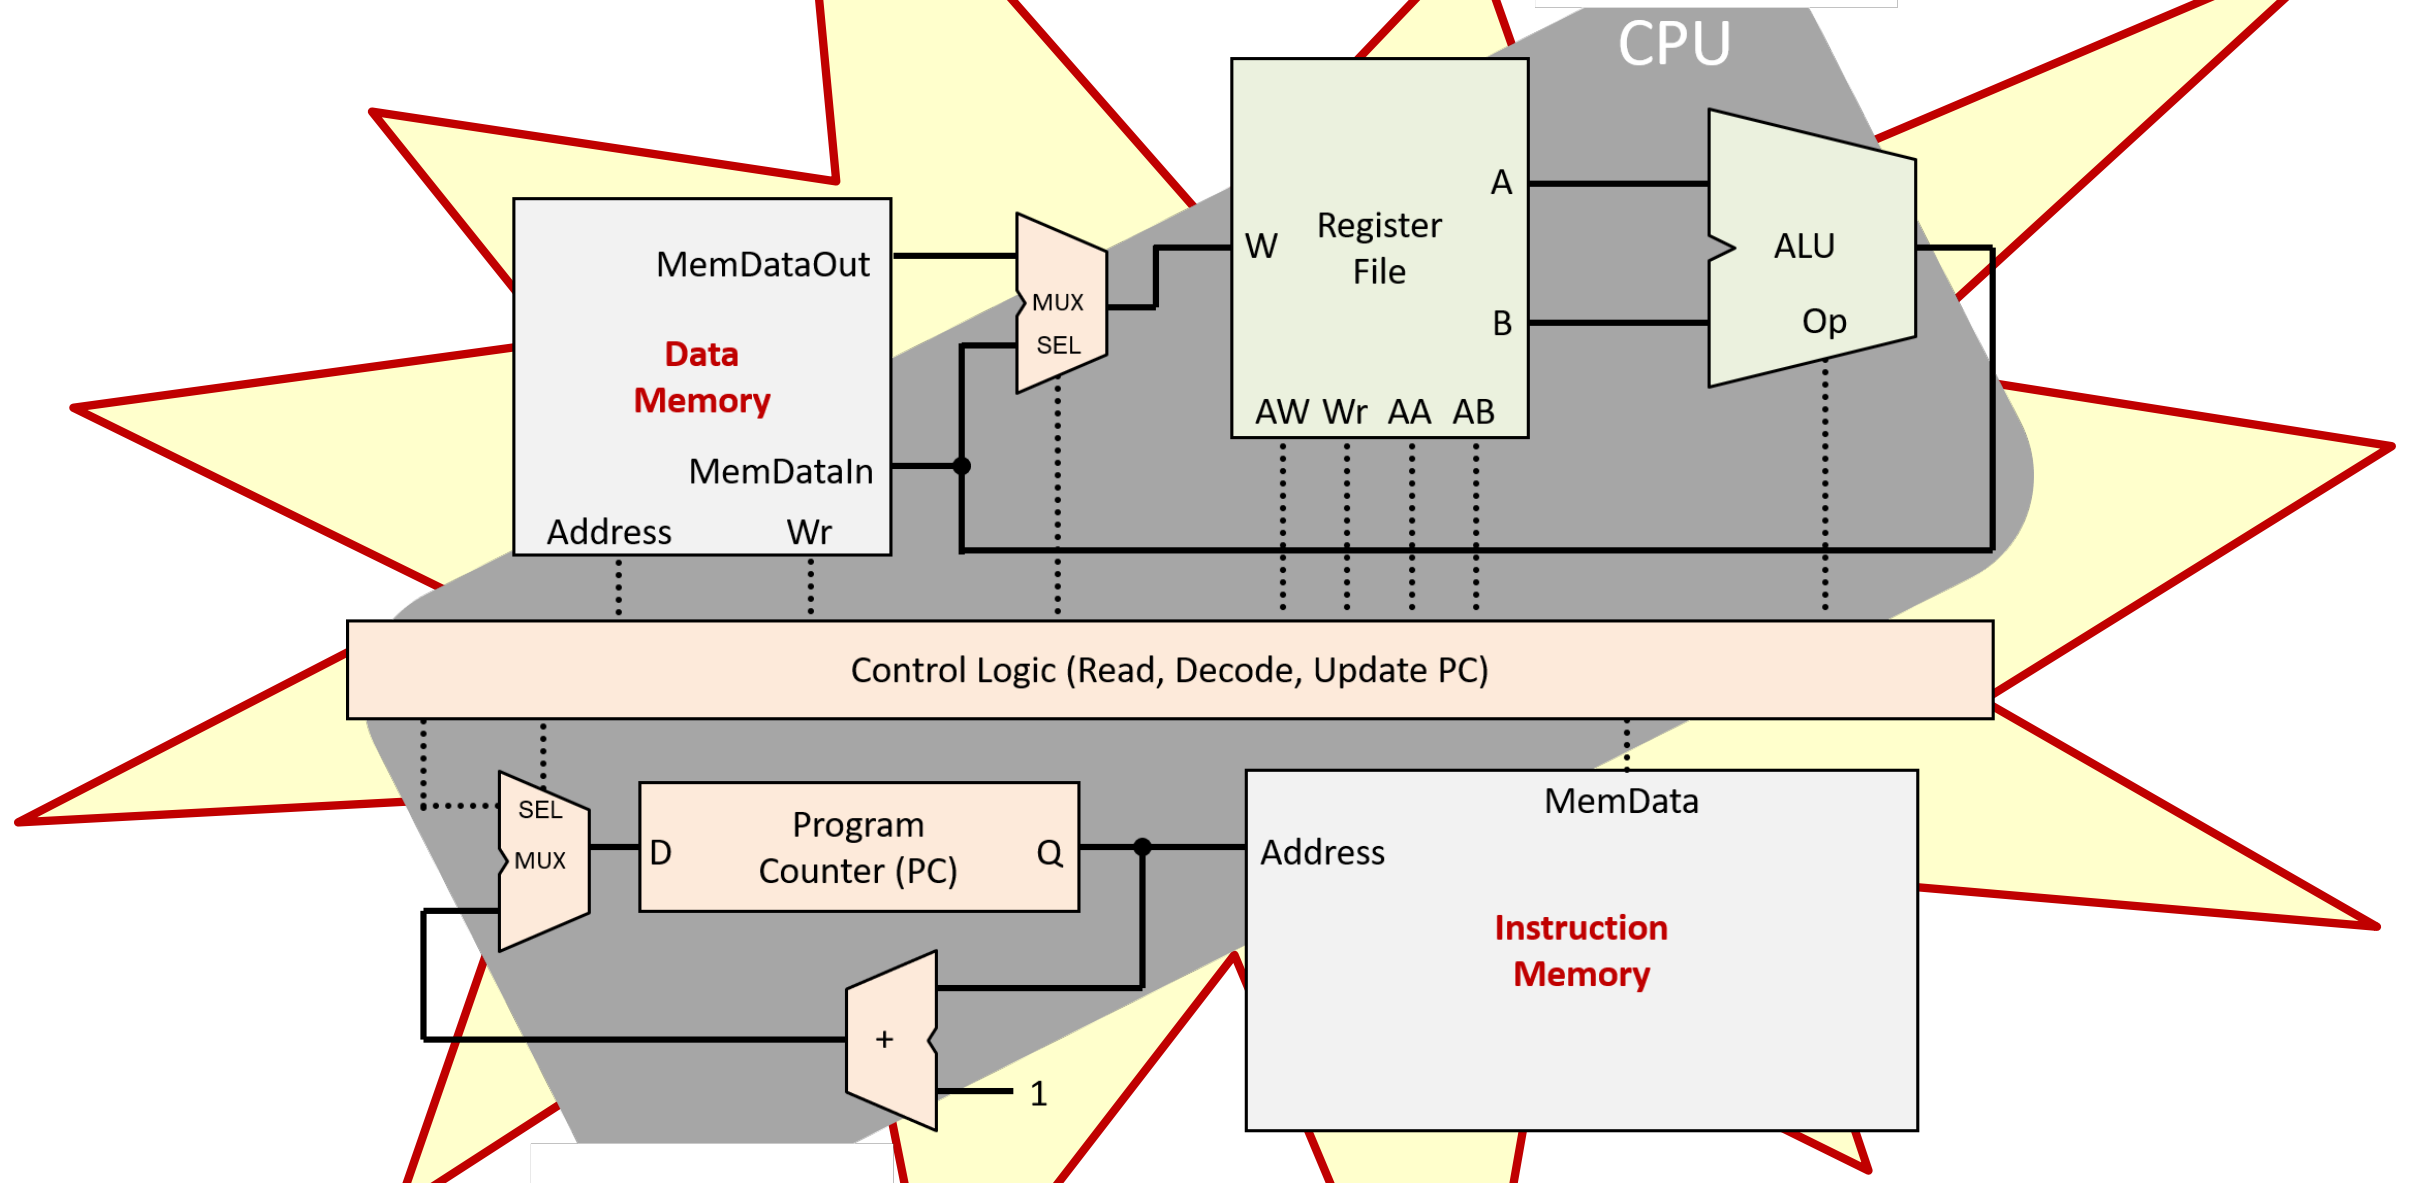 CPU
MemDataOut
Data
Memory
MemDataIn
Address Wr
MUX
SEL
W
Register
File
A
B
AW Wr AA AB
ALU
Op
Control Logic (Read, Decode, Update PC)
SEL
MUX
D
Program
Counter (PC)
Q
MemData
Address
Instruction
Memory
+
1